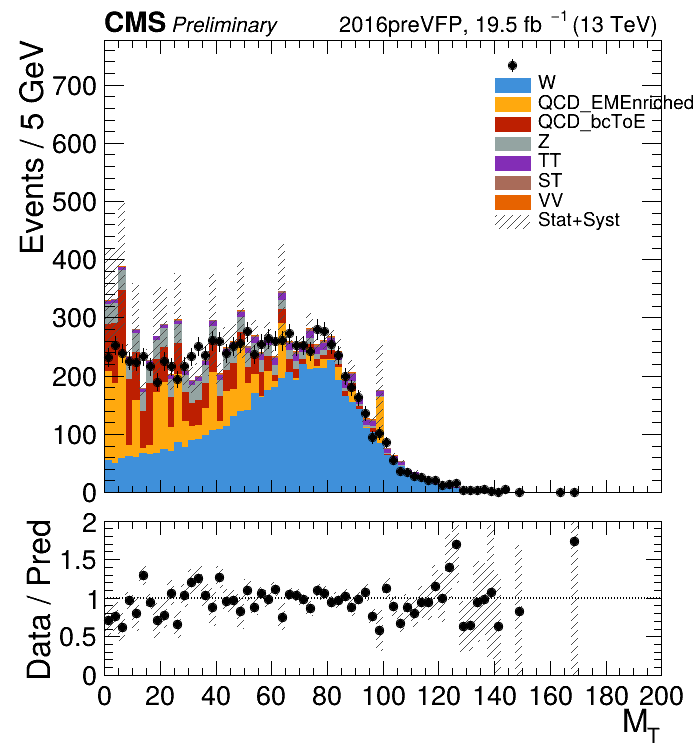 CMS Preliminary 2016preVFP, 19.5 fb -1 (13 TeV)
Events / 5 GeV
700
600
500
400
300
200
100
0
W
QCD_EMEnriched
QCD_bcToE
Z
TT
ST
VV
Stat+Syst
Data / Pred
2
1.5
1
0.5
0
0 20 40 60 80 100 120 140 160 180 200
M_T